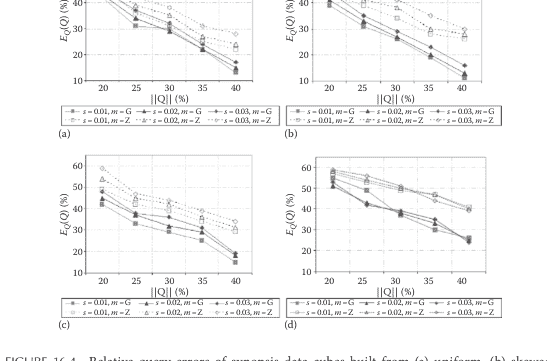 40
30
20
10
E_Q(Q) (%)
20 25 30 35 40
||Q|| (%)
s = 0.01, m = G s = 0.02, m = G s = 0.03, m = G
s = 0.01, m = Z s = 0.02, m = Z s = 0.03, m = Z
(a)
40
30
20
10
E_Q(Q) (%)
20 25 30 35 40
||Q|| (%)
s = 0.01, m = G s = 0.02, m = G s = 0.03, m = G
s = 0.01, m = Z s = 0.02, m = Z s = 0.03, m = Z
(b)
60
50
40
30
20
10
E_Q(Q) (%)
20 25 30 35 40
||Q|| (%)
s = 0.01, m = G s = 0.02, m = G s = 0.03, m = G
s = 0.01, m = Z s = 0.02, m = Z s = 0.03, m = Z
(c)
60
50
40
30
20
10
E_Q(Q) (%)
20 25 30 35 40
||Q|| (%)
s = 0.01, m = G s = 0.02, m = G s = 0.03, m = G
s = 0.01, m = Z s = 0.02, m = Z s = 0.03, m = Z
(d)
FIGURE 16.4 Relative query errors of synopsis data cubes built from (a) uniform, (b) skewed